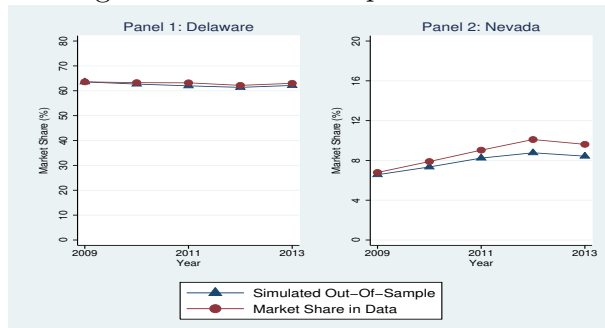 Panel 1: Delaware
Panel 2: Nevada
Market Share (%)
80
70
60
50
40
30
20
10
0
2009
2011
2013
Year
Market Share (%)
20
16
12
8
4
0
2009
2011
2013
Year
Simulated Out-Of-Sample
Market Share in Data